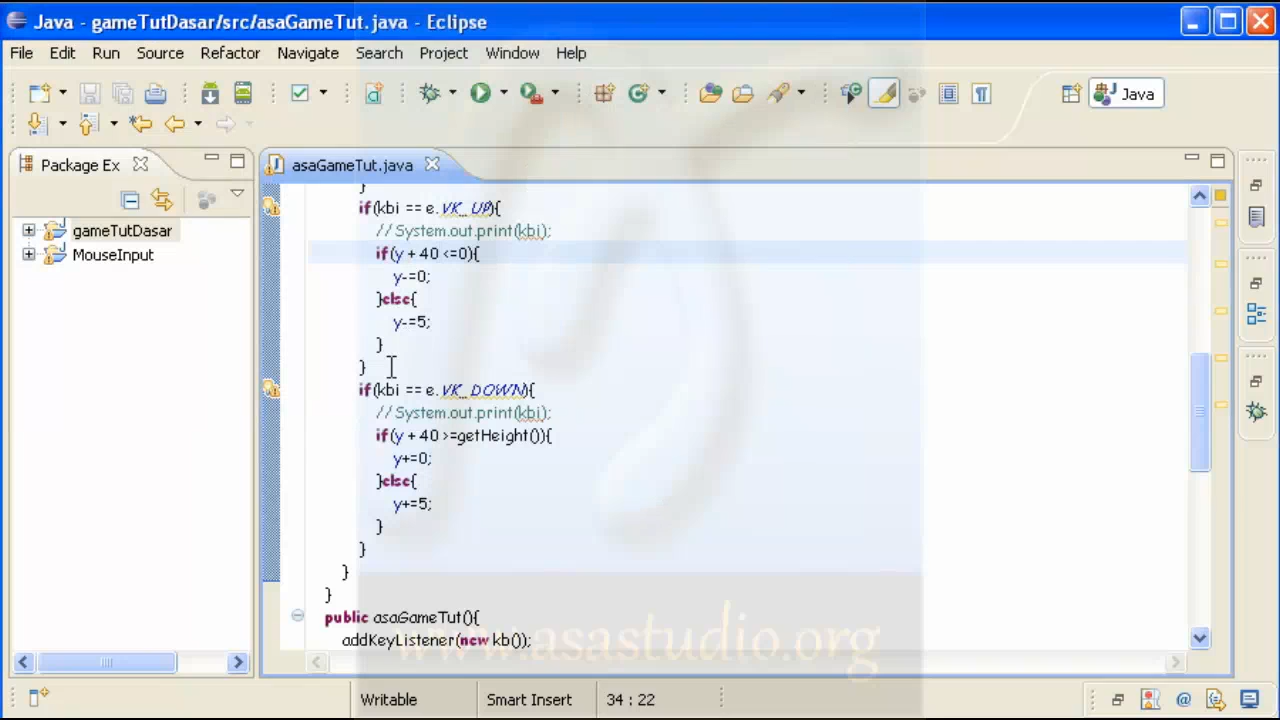 Java - gameTutDasar/src/asaGameTut.java - Eclipse
File Edit Run Source Refactor Navigate Search Project Window Help
Java
Package Ex
asaGameTut.java
gameTutDasar
MouseInput
}
if(kbi == e.VK_UP){
//System.out.print(kbi);
if(y + 40 <=0){
y-=0;
}else{
y-=5;
}
}
if(kbi == e.VK_DOWN){
//System.out.print(kbi);
if(y + 40 >=getHeight()){
y+=0;
}else{
y+=5;
}
}
}
}
public asaGameTut(){
addKeyListener(new kb());
www.asastudio.org
Writable Smart Insert 34 : 22